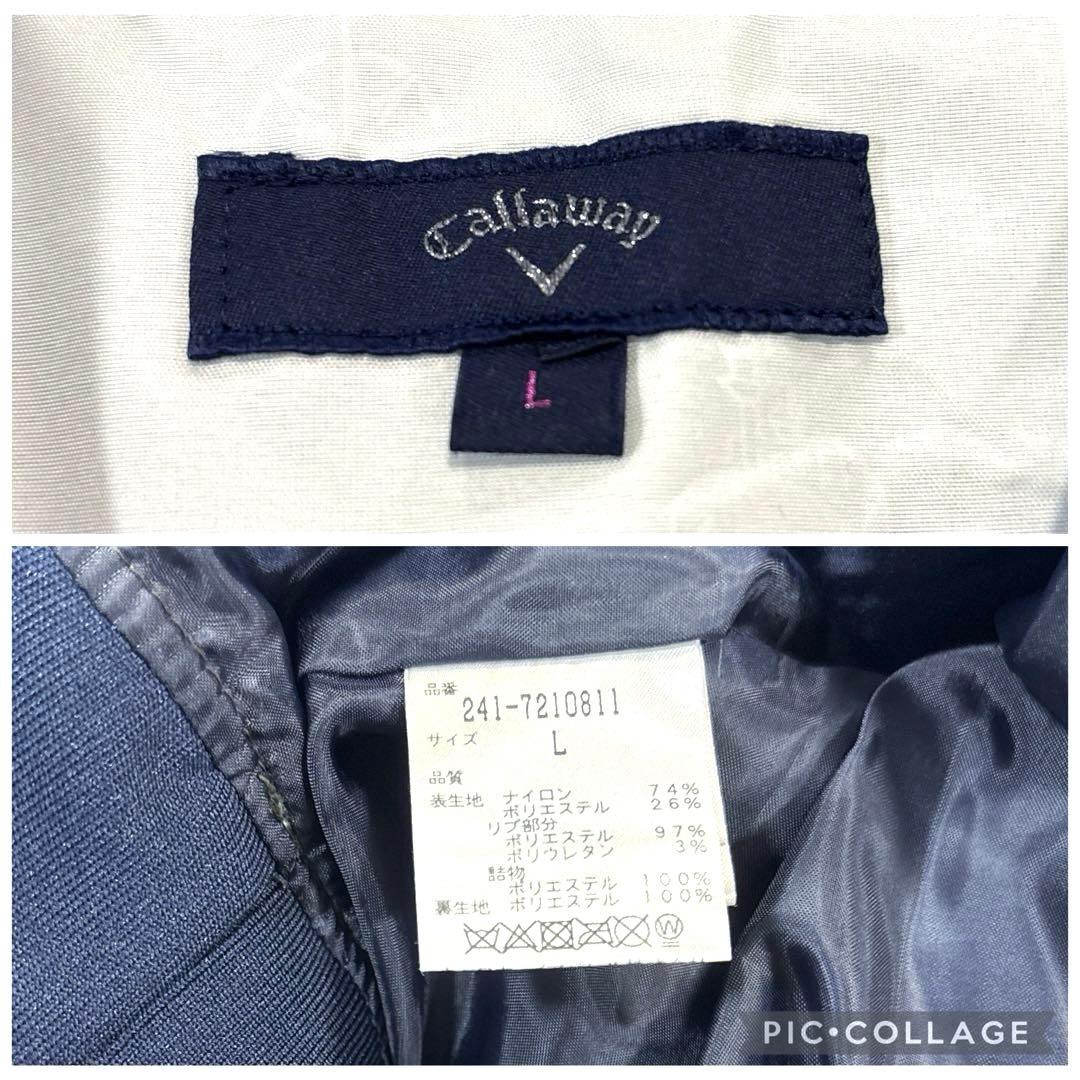 Callaway
L
品番
241-7210811
サイズ L
品質
表生地 ナイロン 74%
ポリエステル 26%
リブ部分
ポリエステル 97%
ポリウレタン 3%
詰物
ポリエステル 100%
裏生地 ポリエステル 100%
W
PIC•COLLAGE